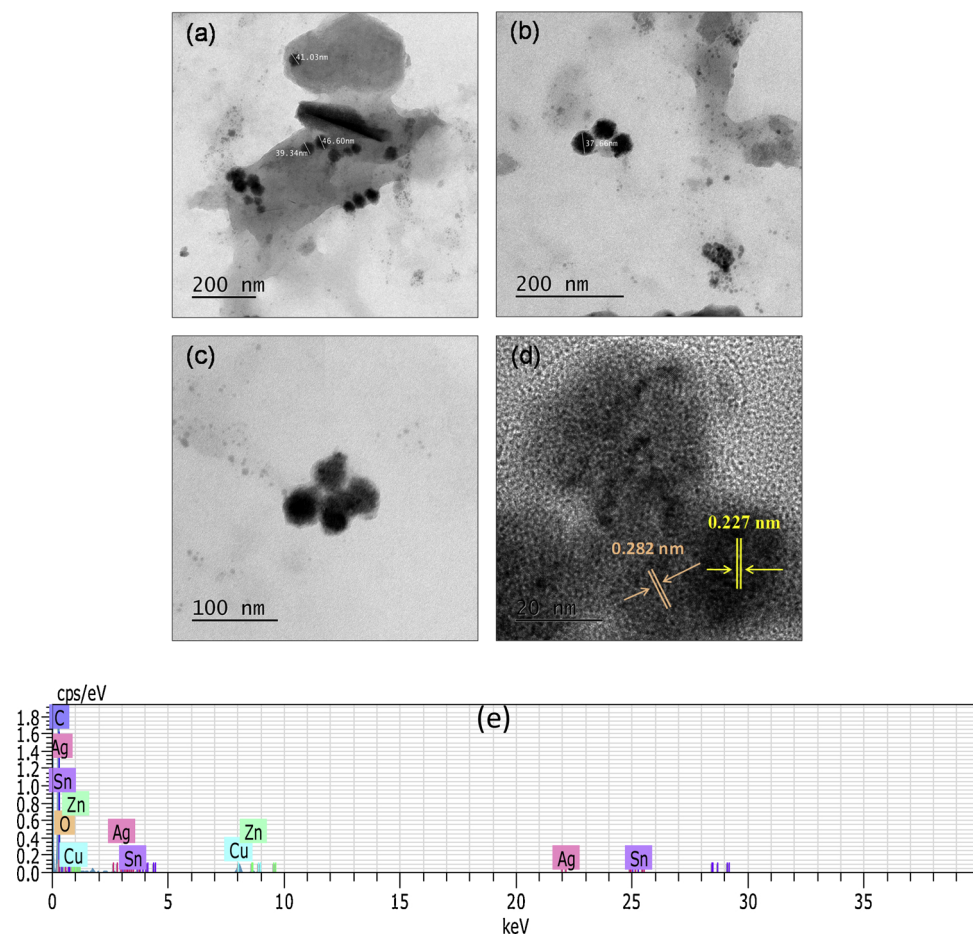 (a)
41.03nm
46.60nm
39.34nm
200 nm
(b)
37.66nm
200 nm
(c)
100 nm
(d)
0.227 nm
0.282 nm
20 nm
cps/eV
(e)
1.8
1.6
1.4
1.2
1.0
0.8
0.6
0.4
0.2
0.0
C
Ag
Sn
Zn
O
Cu
Ag
Sn
Zn
Cu
Ag
Sn
0 5 10 15 20 25 30 35
keV